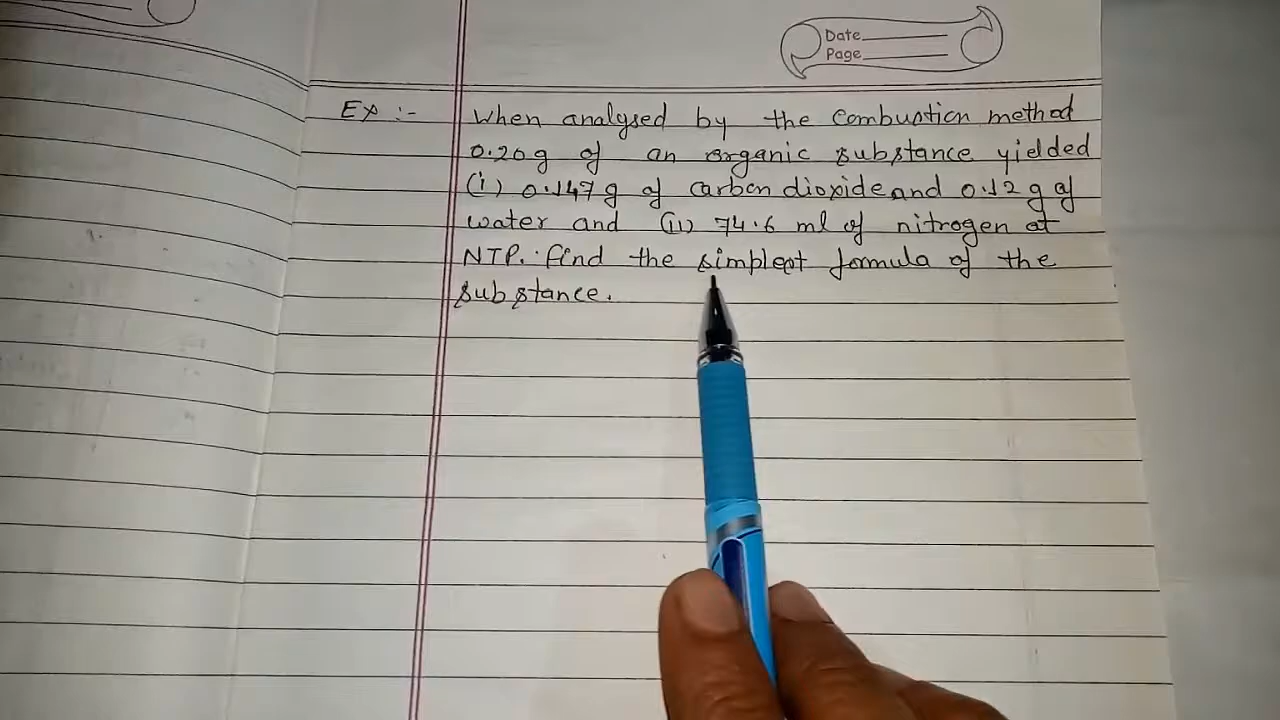 Date
Page
Ex :- When analysed by the combustion method
0.20g of an organic substance yielded
(i) 0.147g of carbon dioxide and 0.12g of
water and (ii) 74.6 ml of nitrogen at
NTP. find the simplest formula of the
substance.